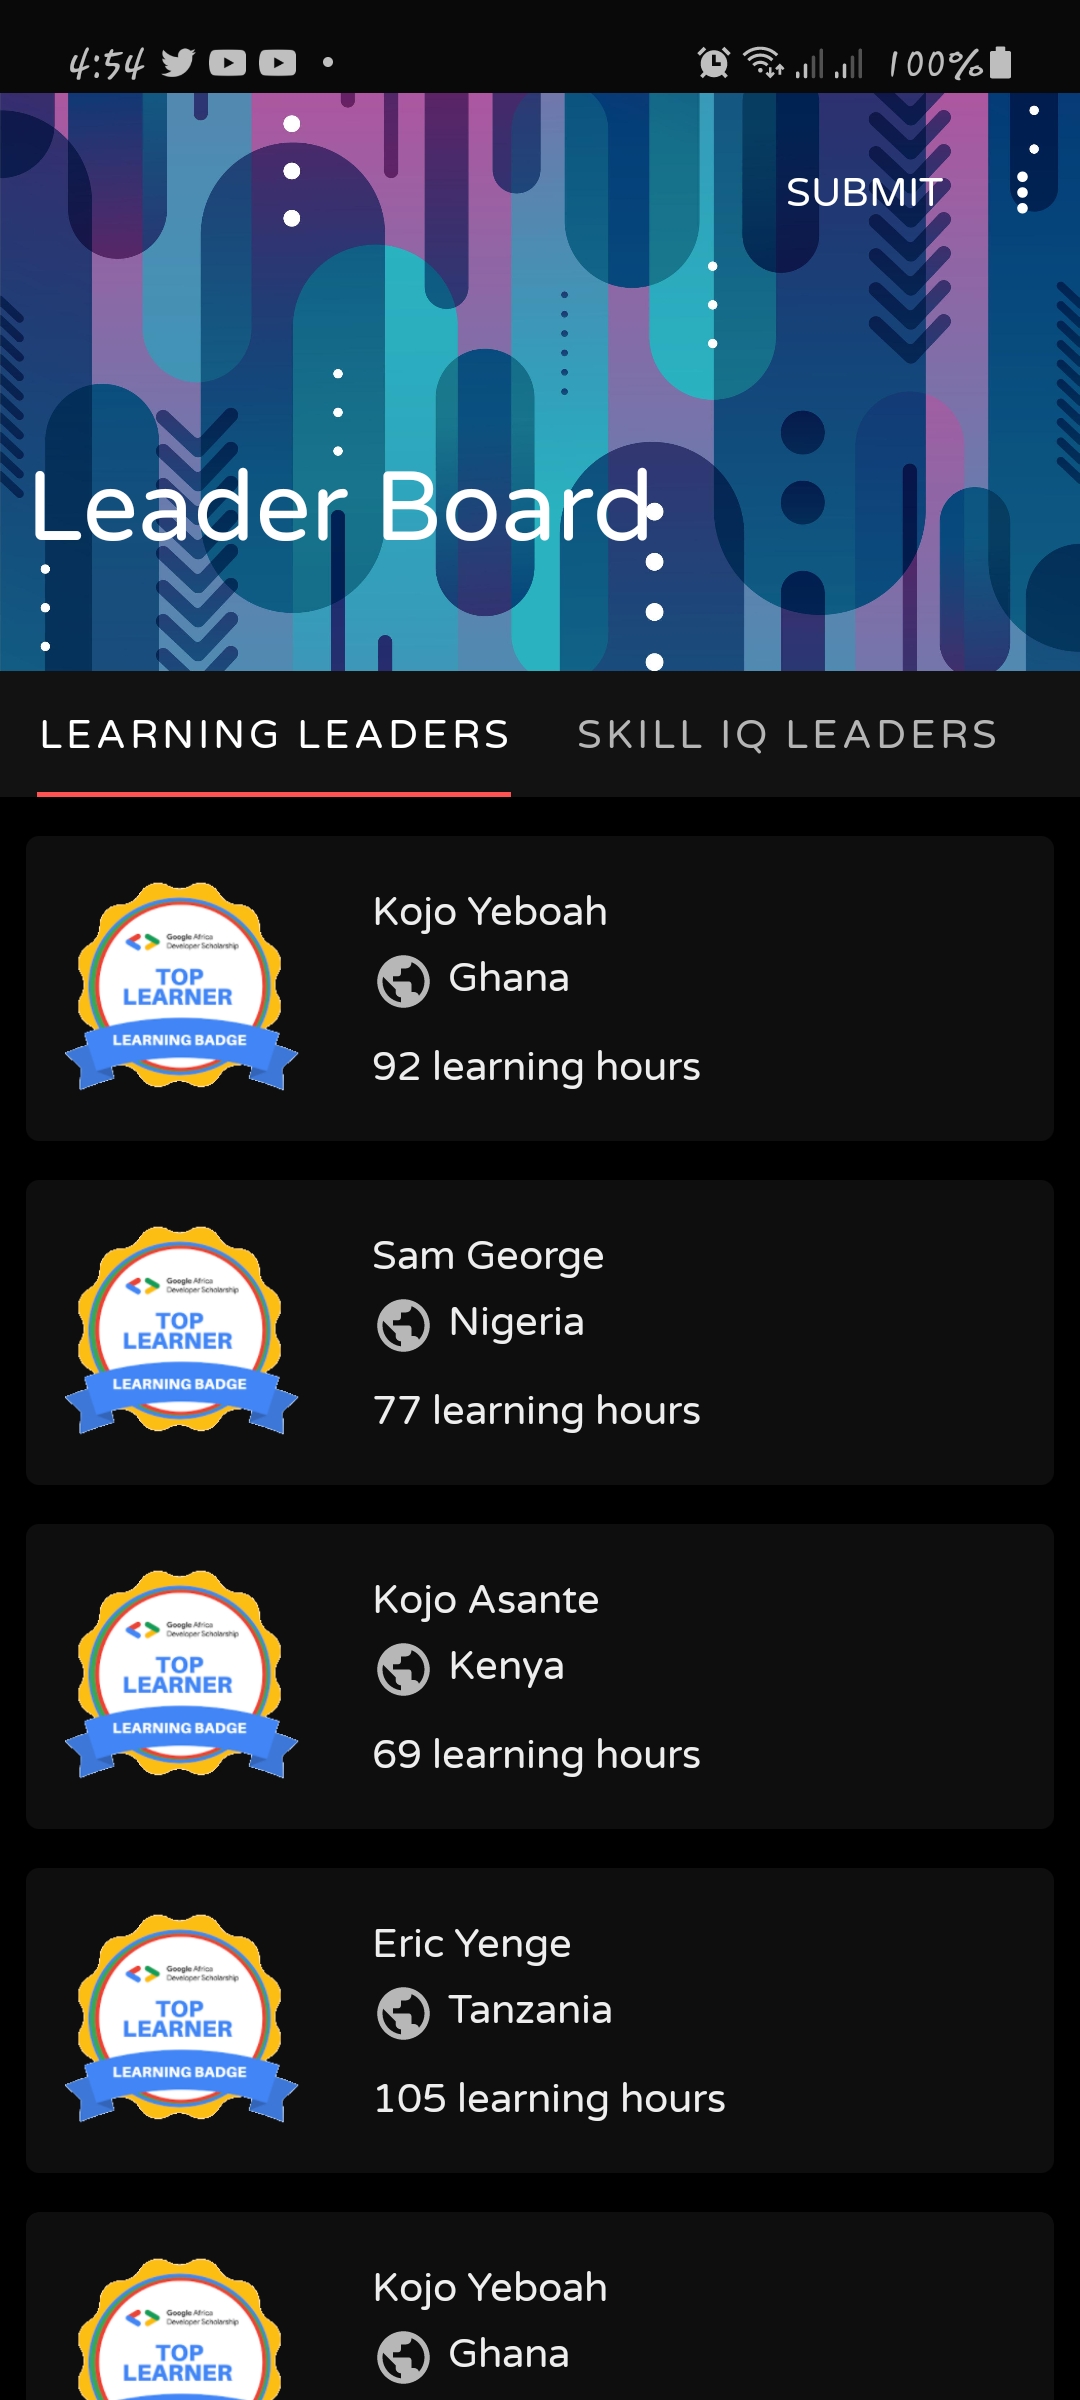 4:54
100%
SUBMIT
Leader Board
LEARNING LEADERS
SKILL IQ LEADERS
Google Africa
Developer Scholarship
TOP
LEARNER
LEARNING BADGE
Kojo Yeboah
Ghana
92 learning hours
Google Africa
Developer Scholarship
TOP
LEARNER
LEARNING BADGE
Sam George
Nigeria
77 learning hours
Google Africa
Developer Scholarship
TOP
LEARNER
LEARNING BADGE
Kojo Asante
Kenya
69 learning hours
Google Africa
Developer Scholarship
TOP
LEARNER
LEARNING BADGE
Eric Yenge
Tanzania
105 learning hours
Google Africa
Developer Scholarship
TOP
LEARNER
Kojo Yeboah
Ghana